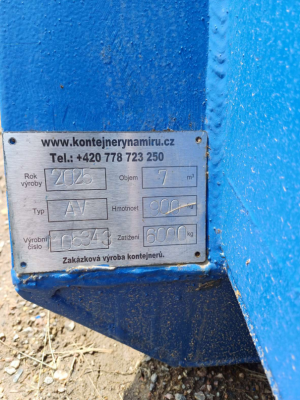 www.kontejnerynamiru.cz
Tel.: +420 778 723 250
Rok výroby 2025 Objem 7 m³
Typ AV Hmotnost kg
Výrobní číslo Zatížení 6000 kg
Zakázková výroba kontejnerů.